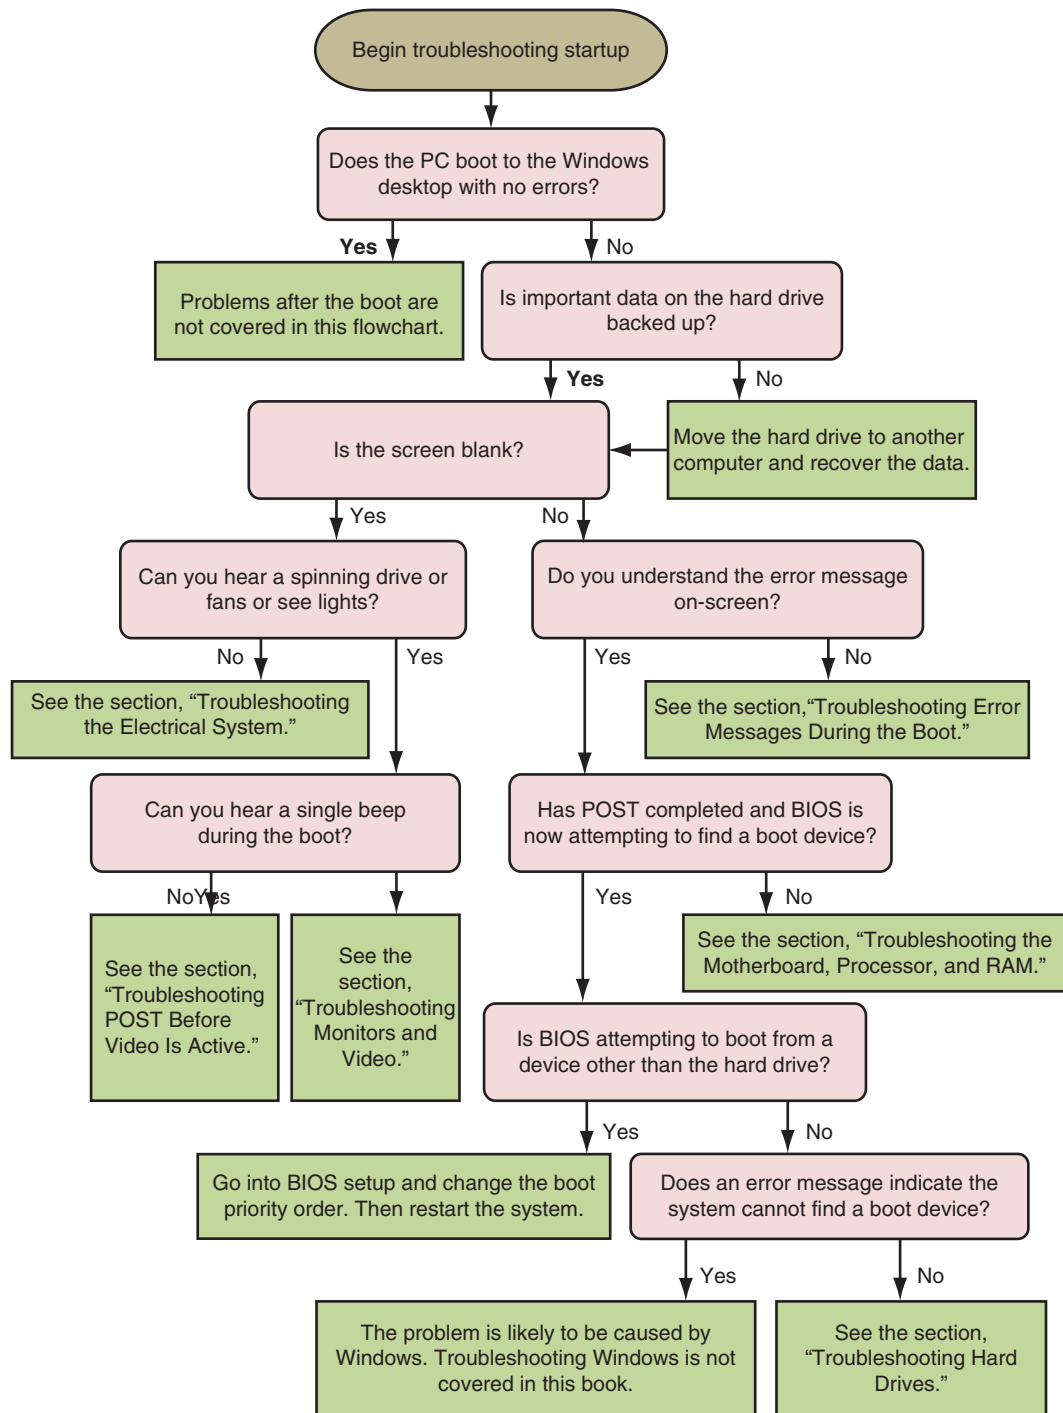 Begin troubleshooting startup
Does the PC boot to the Windows
desktop with no errors?
Yes
No
Problems after the boot are
not covered in this flowchart.
Is important data on the hard drive
backed up?
Yes
No
Is the screen blank?
Move the hard drive to another
computer and recover the data.
Yes
No
Can you hear a spinning drive or
fans or see lights?
Do you understand the error message
on-screen?
No
Yes
Yes
No
See the section, “Troubleshooting
the Electrical System.”
See the section,“Troubleshooting Error
Messages During the Boot.”
Can you hear a single beep
during the boot?
Has POST completed and BIOS is
now attempting to find a boot device?
NoYes
Yes
No
See the section,
“Troubleshooting
POST Before
Video Is Active.”
See the
section,
“Troubleshooting
Monitors and
Video.”
See the section, “Troubleshooting the
Motherboard, Processor, and RAM.”
Is BIOS attempting to boot from a
device other than the hard drive?
Yes
No
Go into BIOS setup and change the boot
priority order. Then restart the system.
Does an error message indicate the
system cannot find a boot device?
Yes
No
The problem is likely to be caused by
Windows. Troubleshooting Windows is not
covered in this book.
See the section,
“Troubleshooting Hard
Drives.”